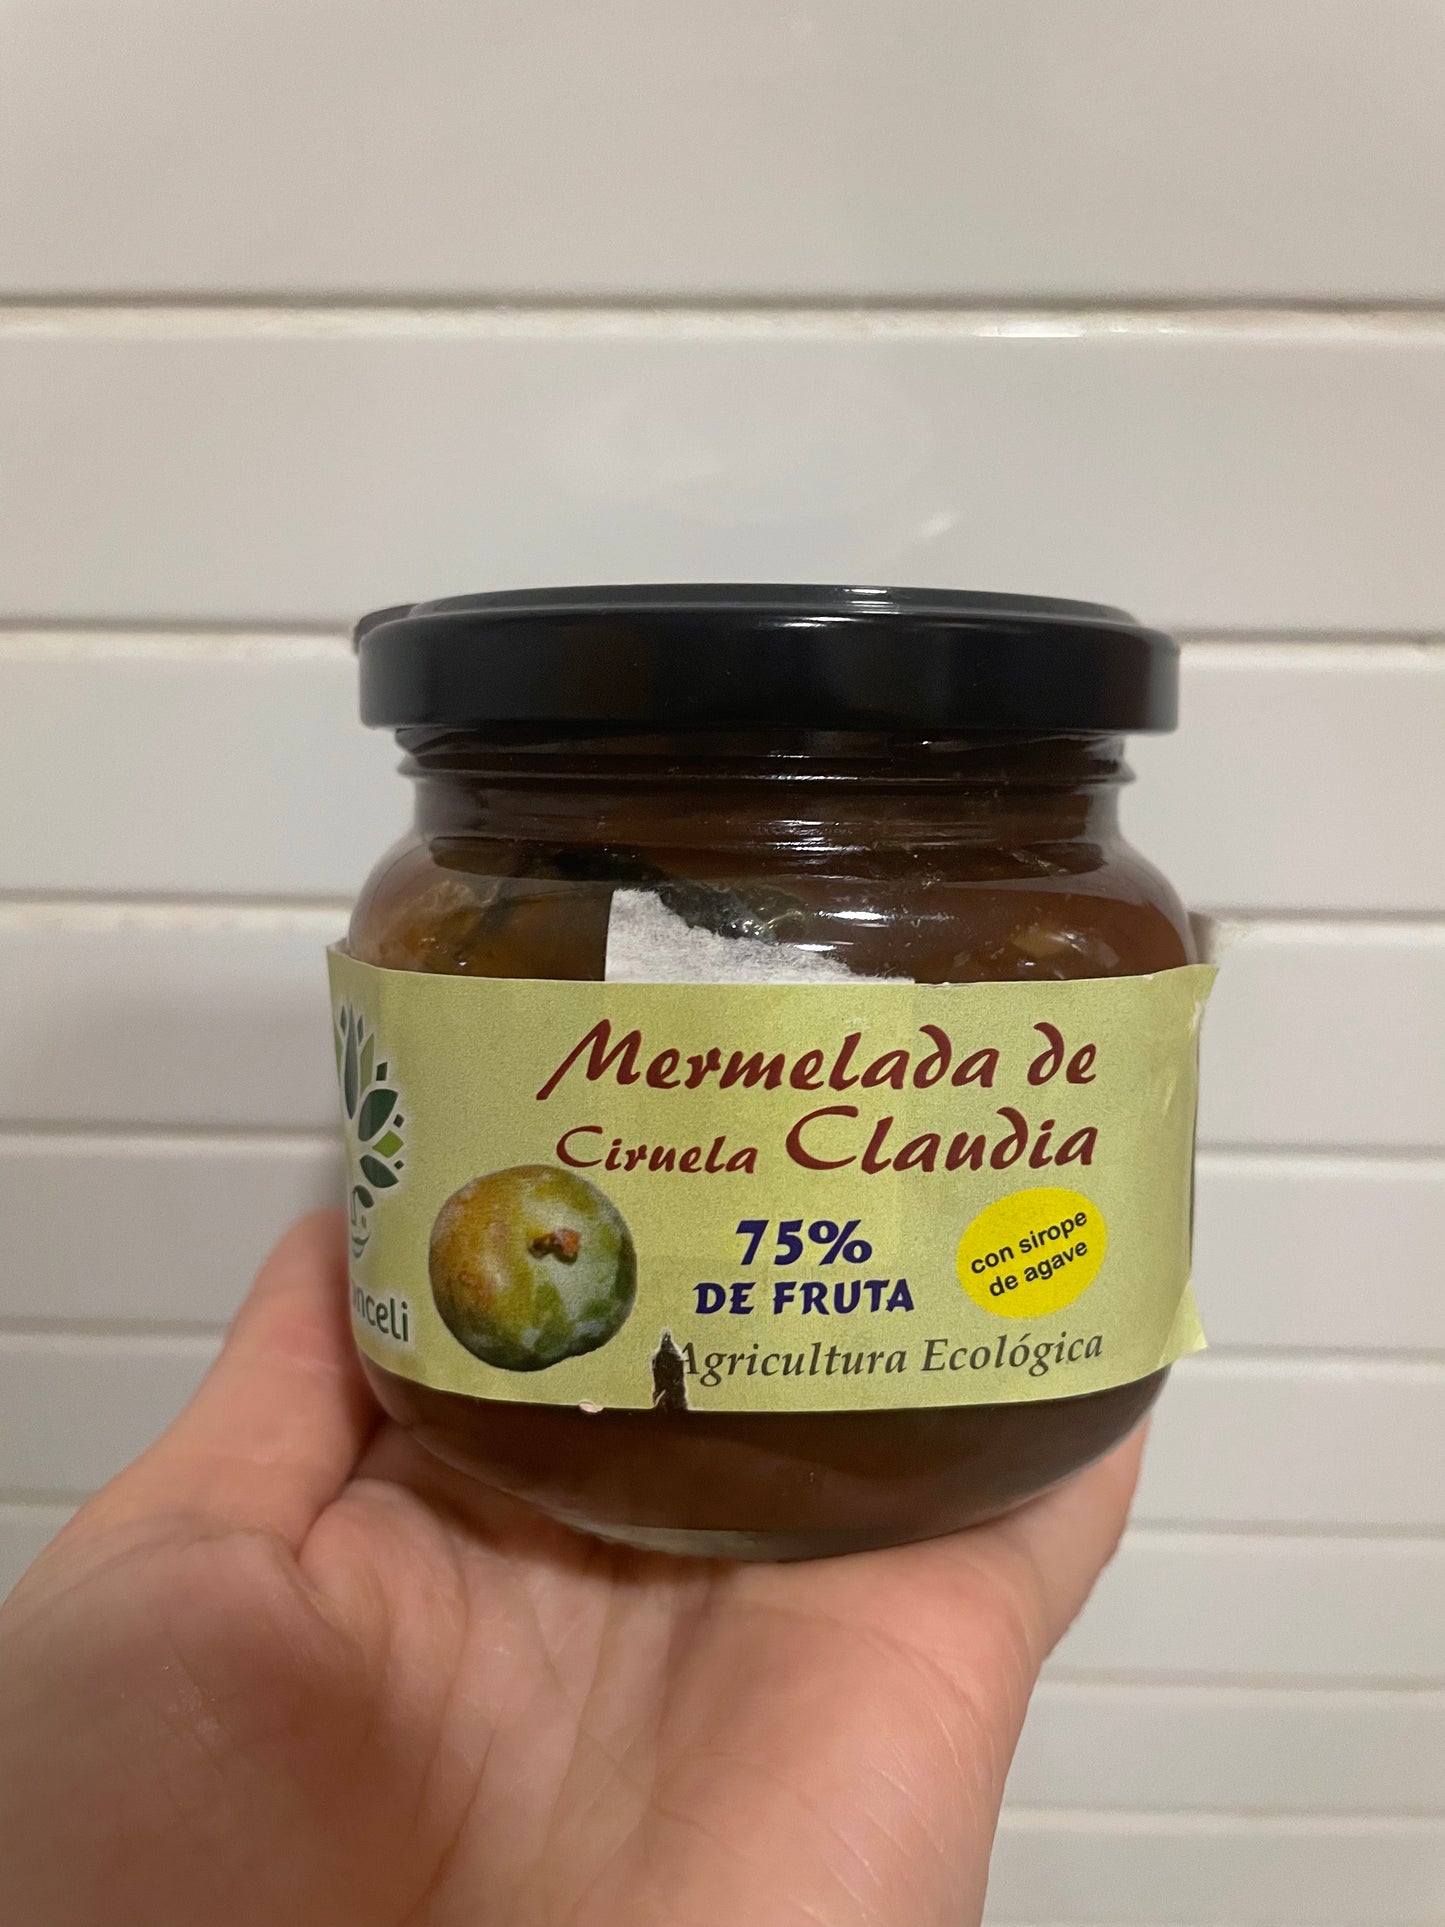 Mermelada de
Ciruela Claudia
75%
DE FRUTA
con sirope
de agave
Agricultura Ecológica